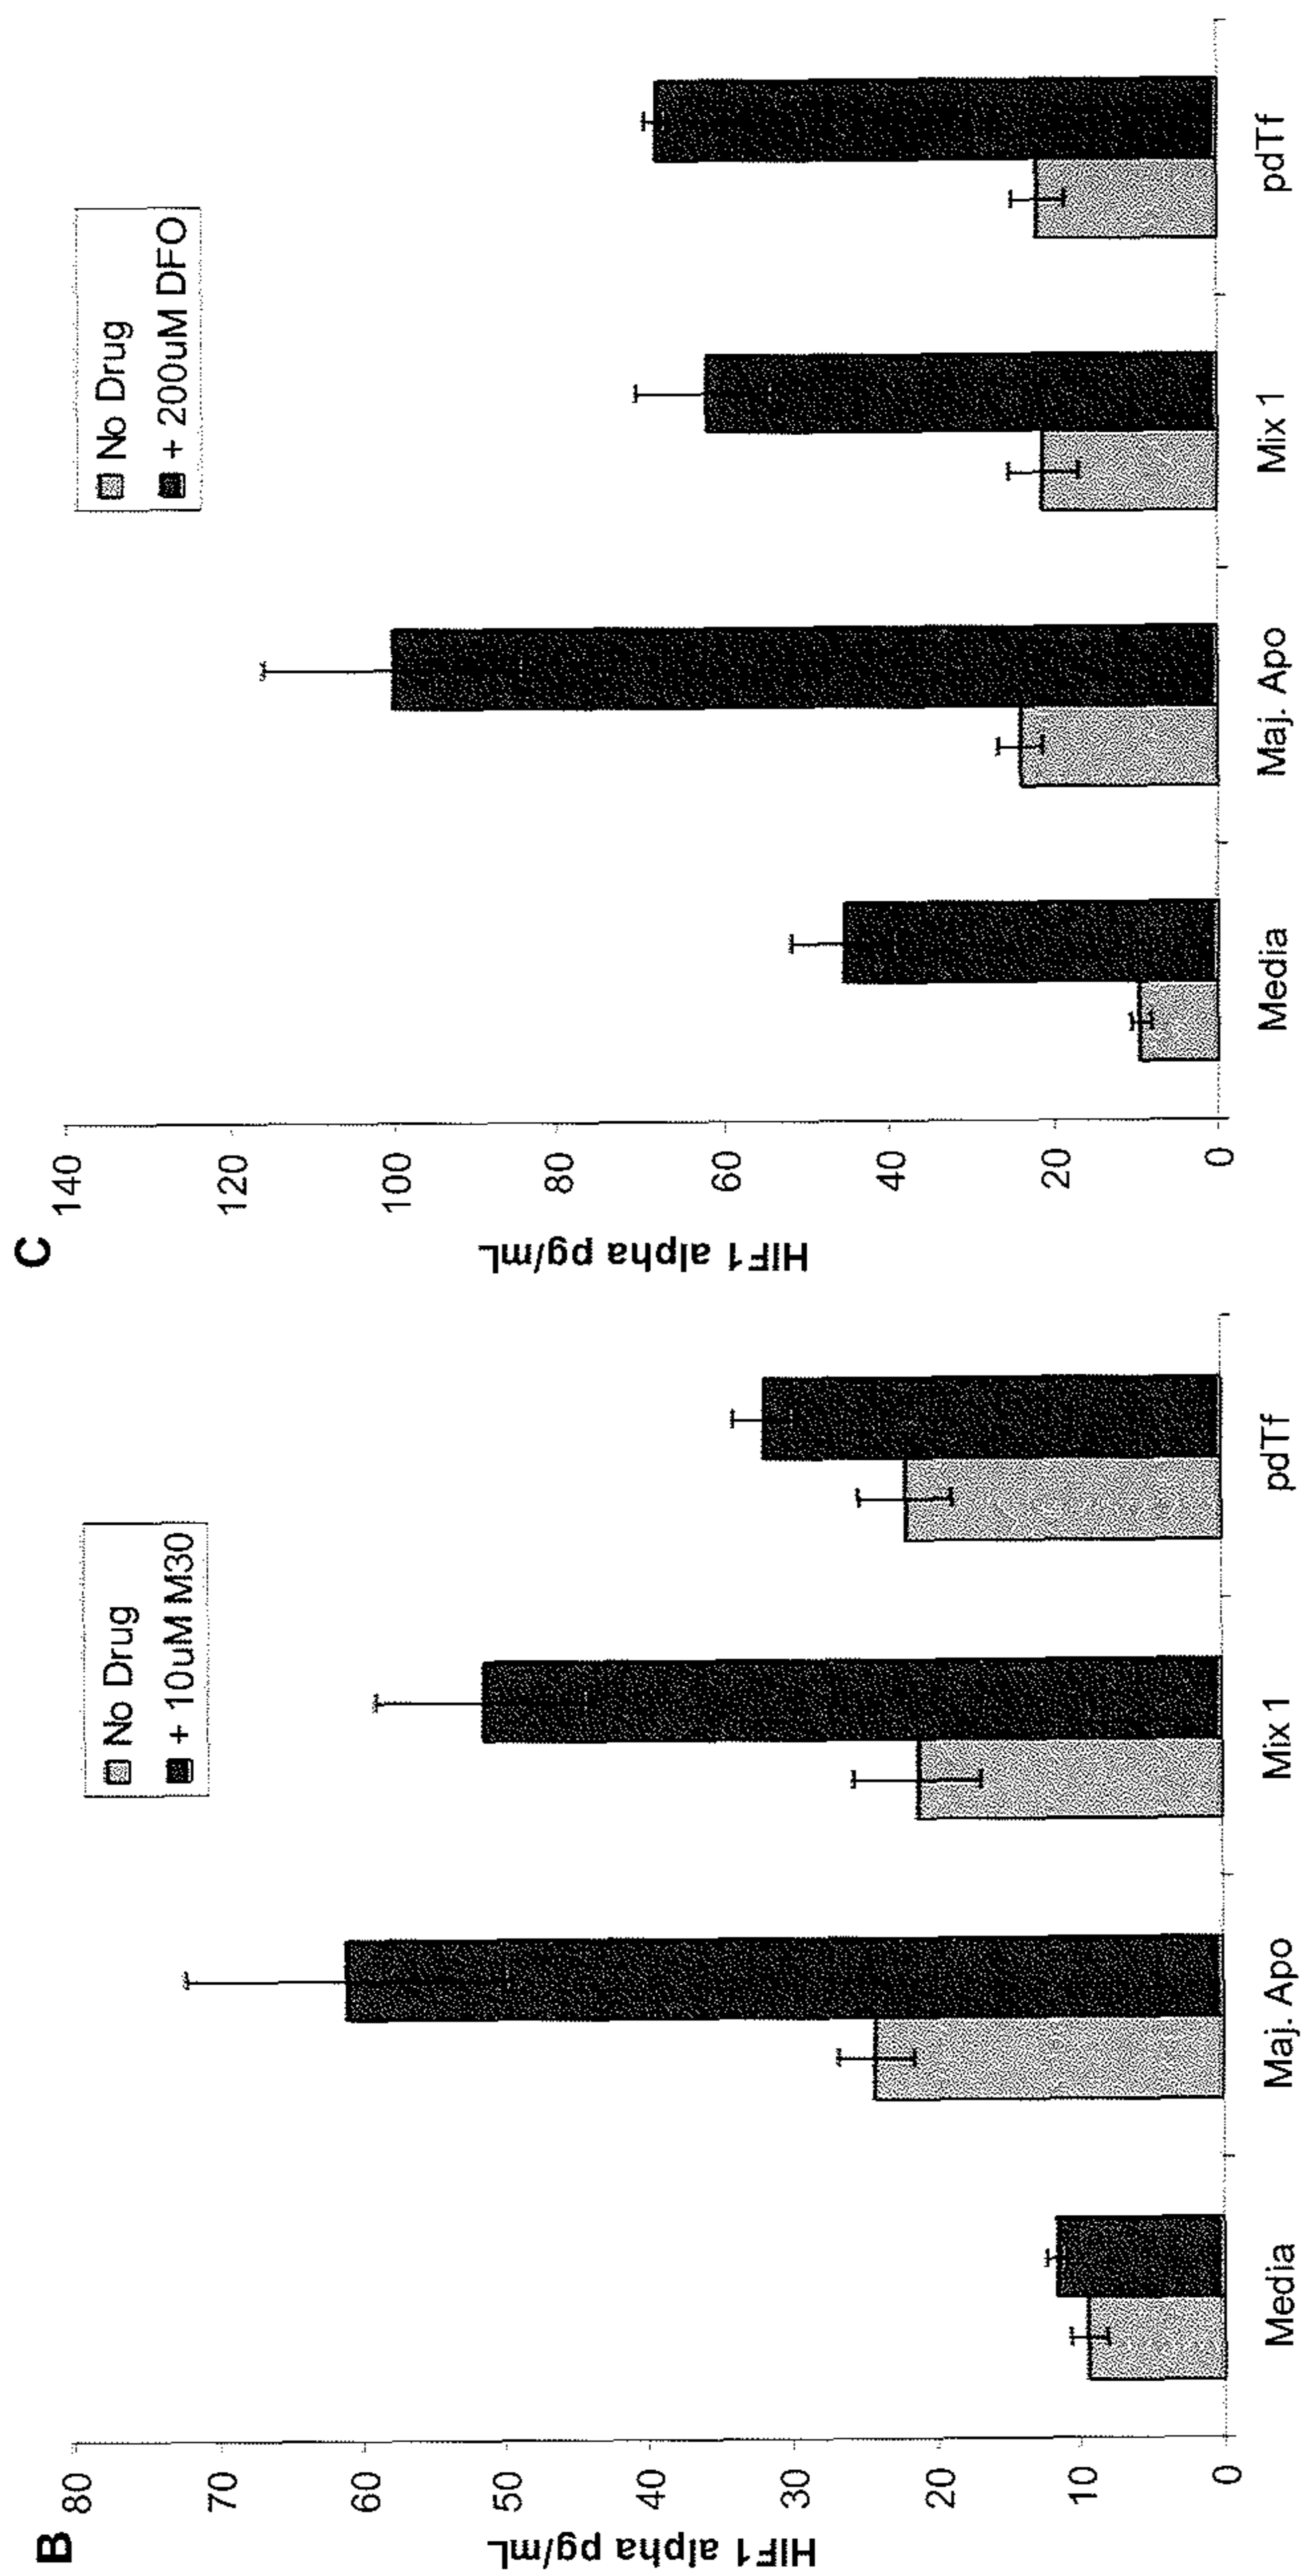 B
HIF1 alpha pg/mL
80
70
60
50
40
30
20
10
0
No Drug
+ 10uM M30
Media
Maj. Apo
Mix 1
pdTf
C
HIF1 alpha pg/mL
140
120
100
80
60
40
20
0
No Drug
+ 200uM DFO
Media
Maj. Apo
Mix 1
pdTf